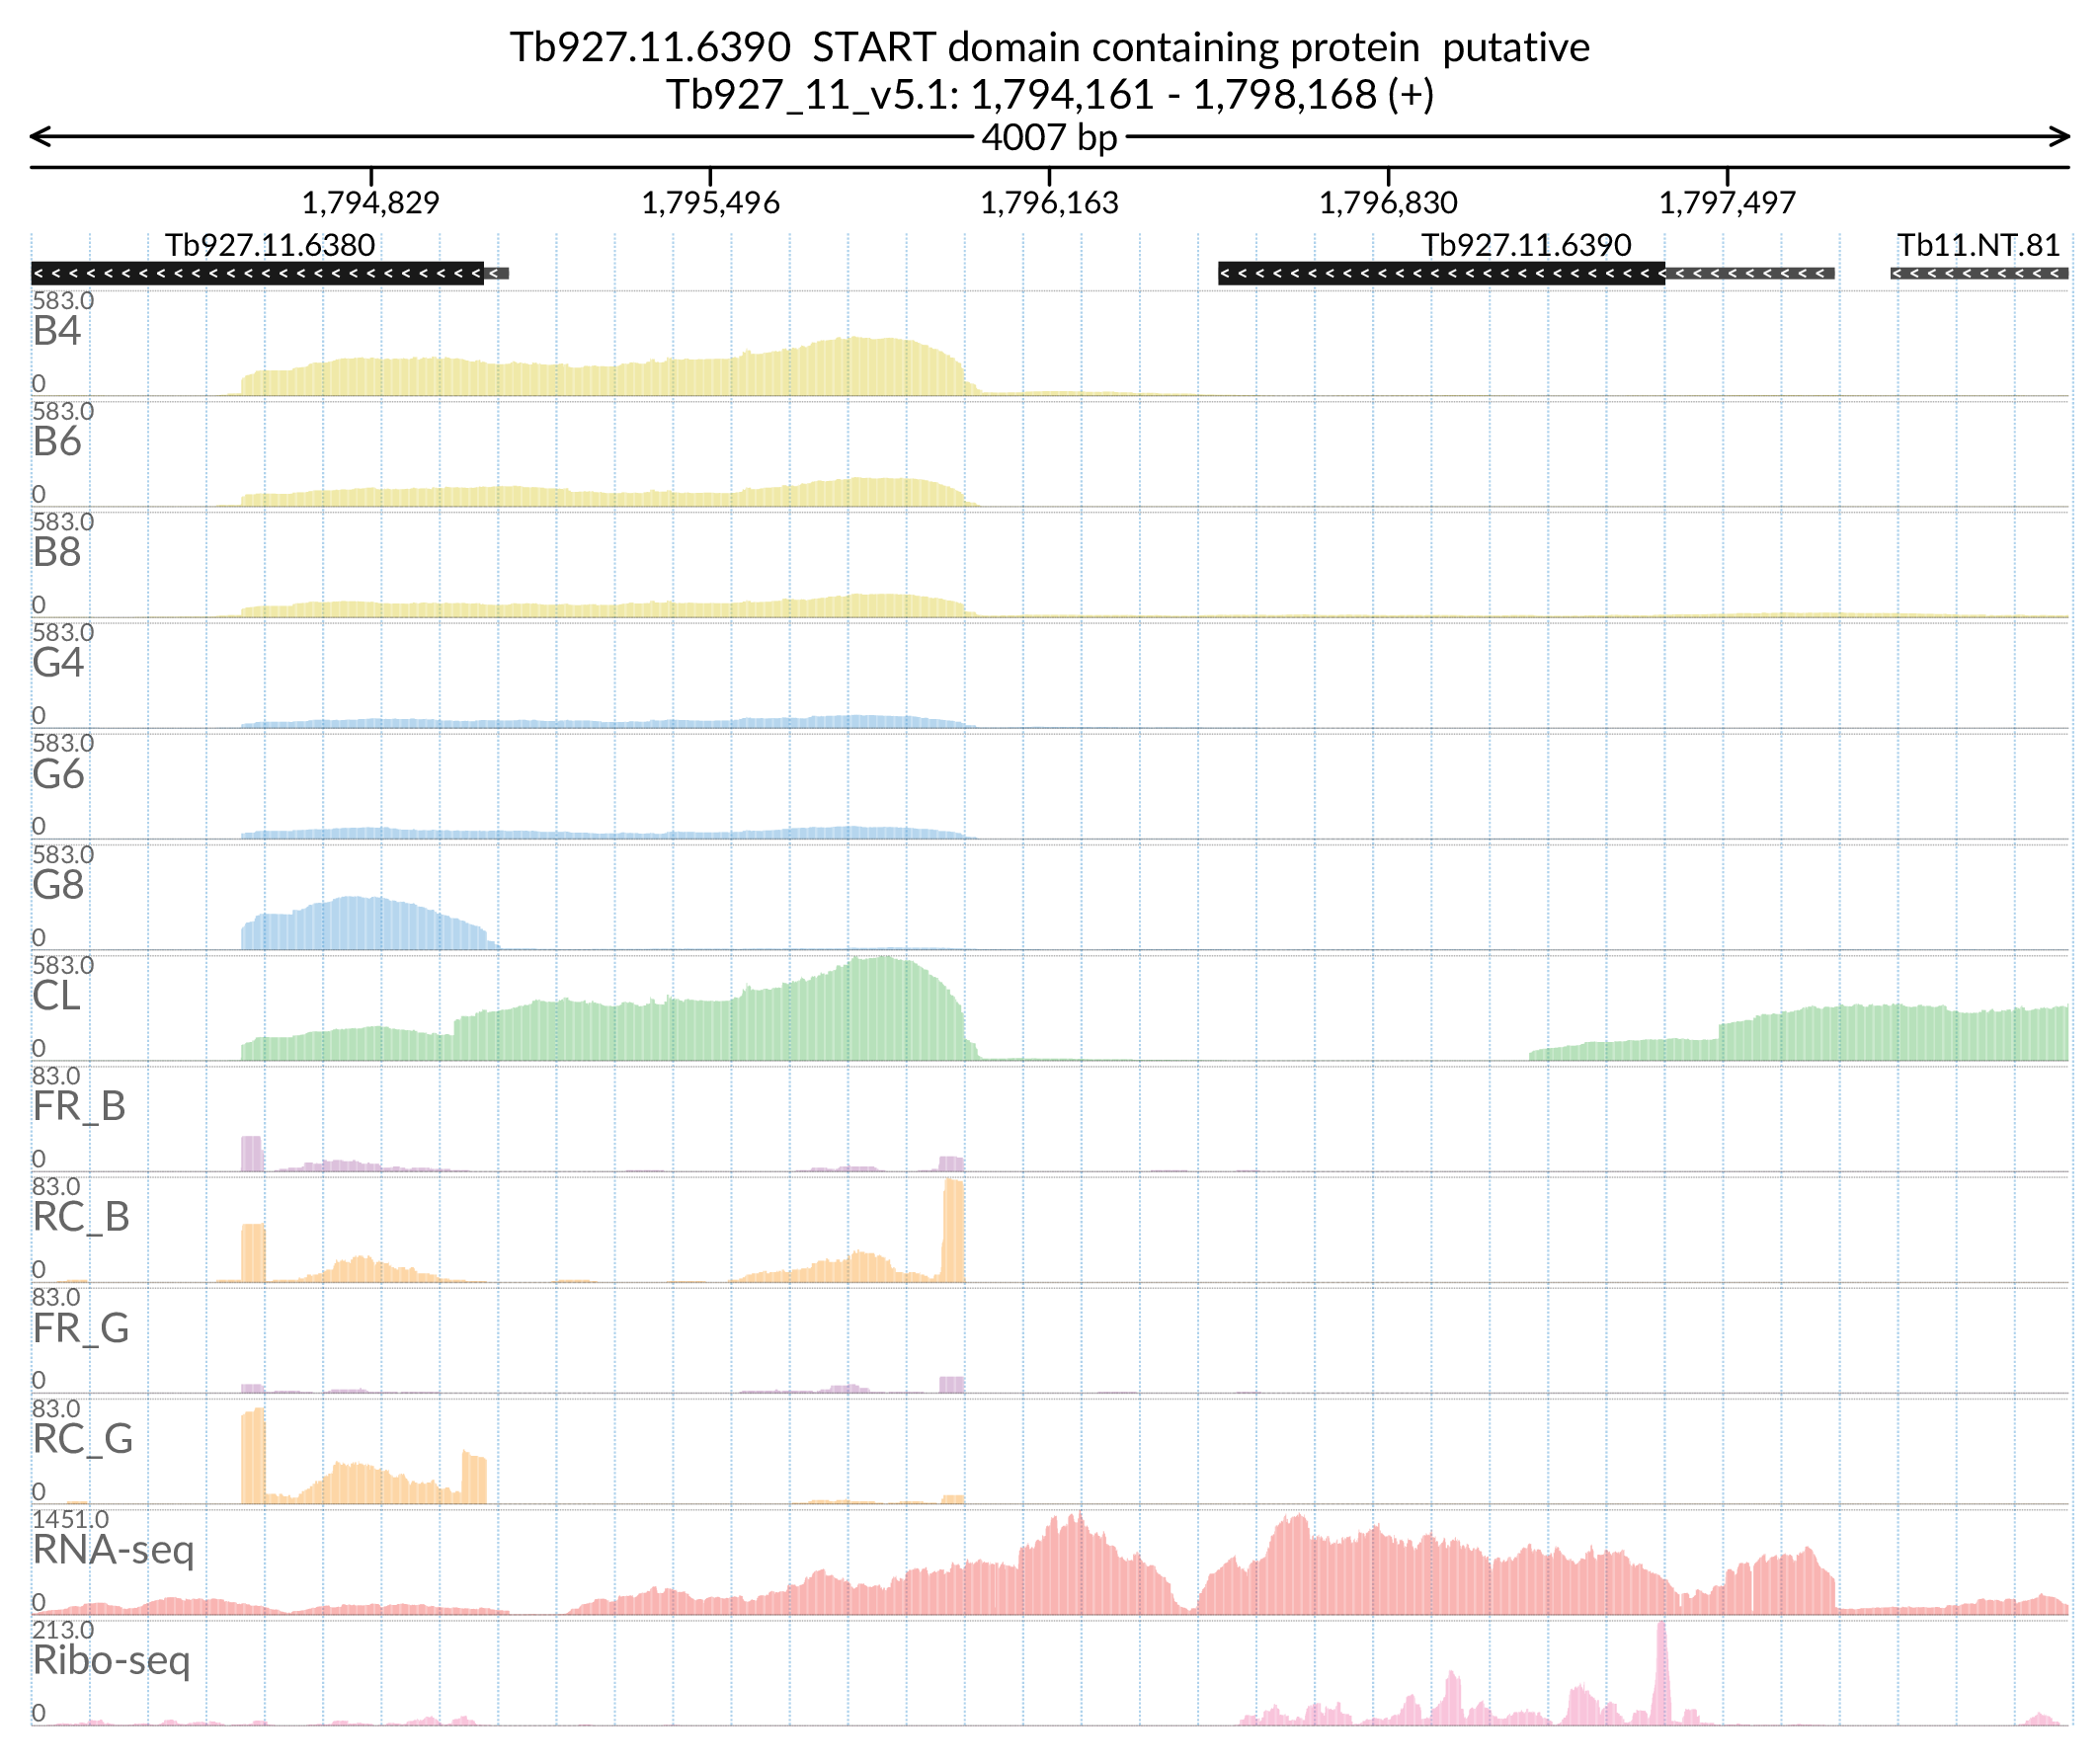 Tb927.11.6390 START domain containing protein putative
Tb927_11_v5.1: 1,794,161 - 1,798,168 (+)
4007 bp
1,794,829 1,795,496 1,796,163 1,796,830 1,797,497
Tb927.11.6380 Tb927.11.6390 Tb11.NT.81
583.0
B4
0
583.0
B6
0
583.0
B8
0
583.0
G4
0
583.0
G6
0
583.0
G8
0
583.0
CL
0
83.0
FR_B
0
83.0
RC_B
0
83.0
FR_G
0
83.0
RC_G
0
1451.0
RNA-seq
0
213.0
Ribo-seq
0